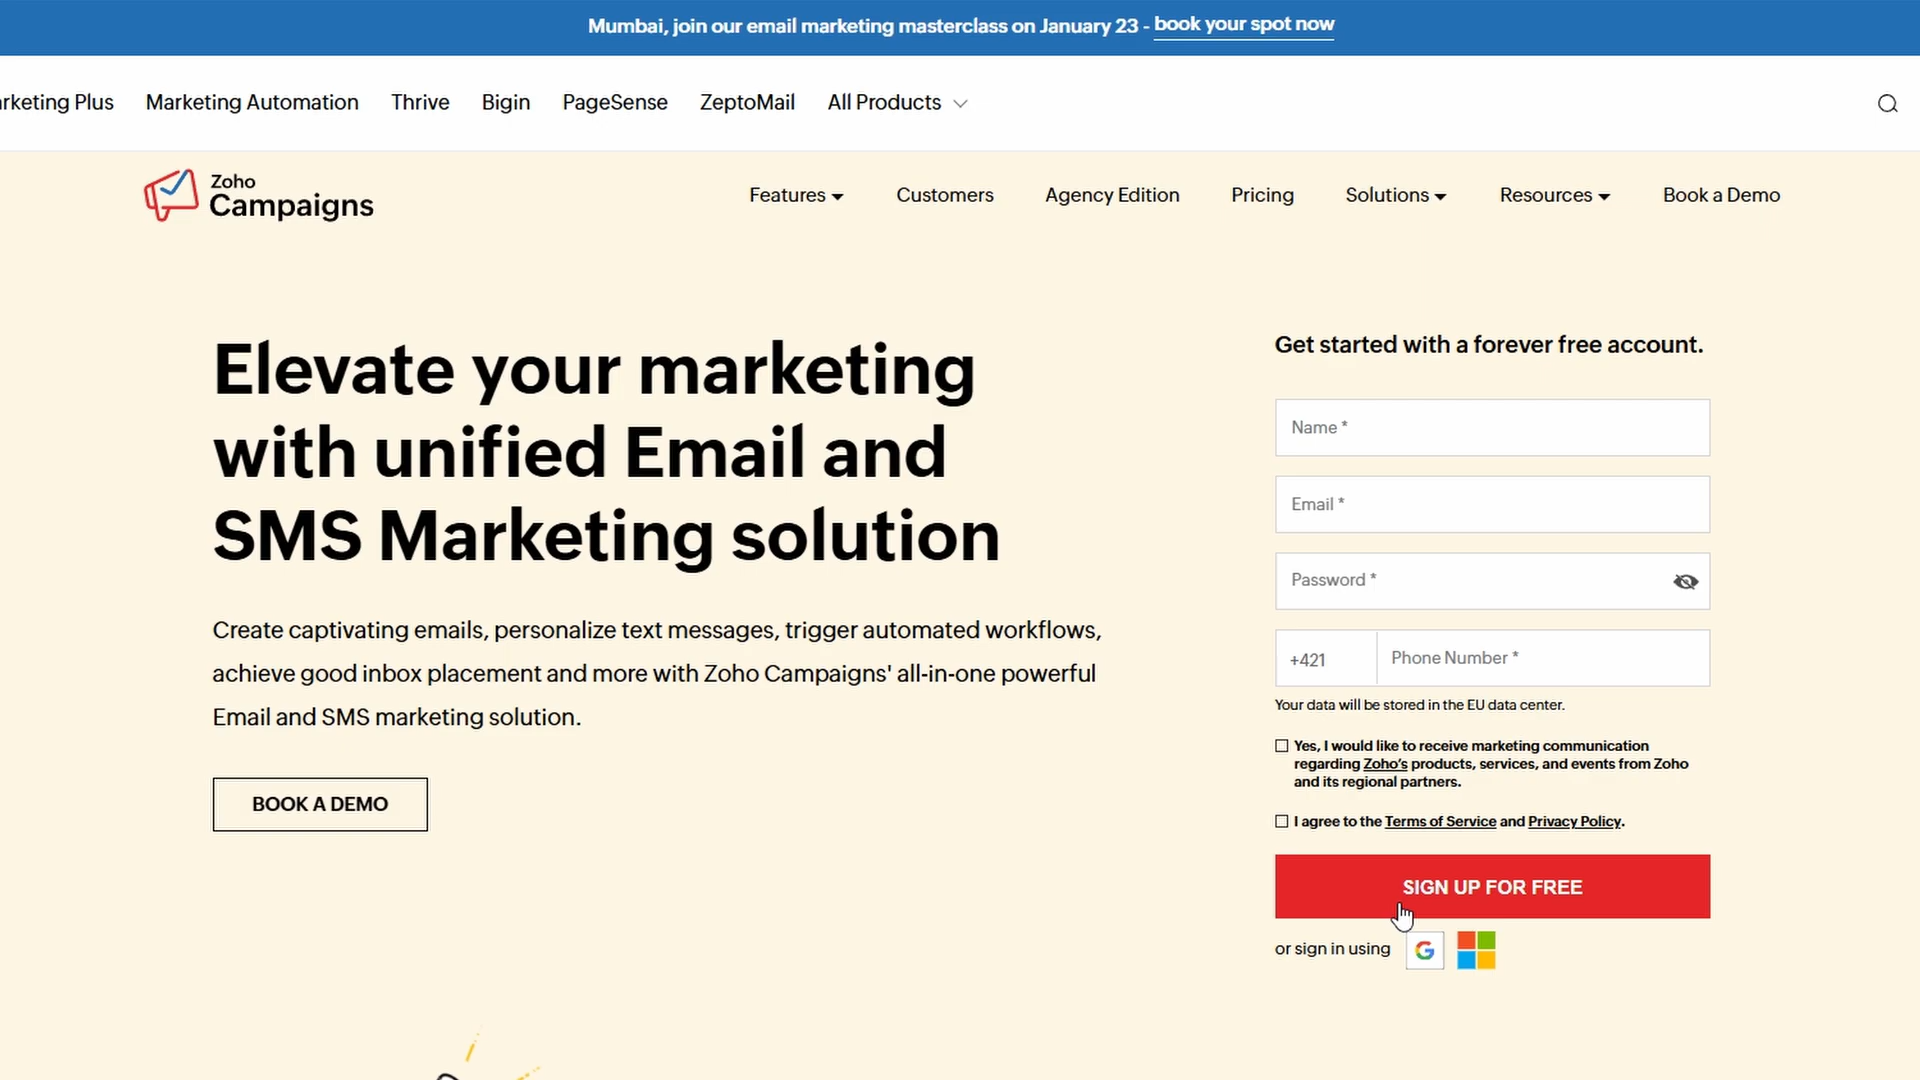 Mumbai, join our email marketing masterclass on January 23 - book your spot now
rketing Plus Marketing Automation Thrive Bigin PageSense ZeptoMail All Products
Zoho
Campaigns
Features Customers Agency Edition Pricing Solutions Resources Book a Demo
Elevate your marketing
with unified Email and
SMS Marketing solution
Create captivating emails, personalize text messages, trigger automated workflows,
achieve good inbox placement and more with Zoho Campaigns' all-in-one powerful
Email and SMS marketing solution.
BOOK A DEMO
Get started with a forever free account.
Name *
Email *
Password *
+421 Phone Number *
Your data will be stored in the EU data center.
Yes, I would like to receive marketing communication
regarding Zoho's products, services, and events from Zoho
and its regional partners.
I agree to the Terms of Service and Privacy Policy.
SIGN UP FOR FREE
or sign in using